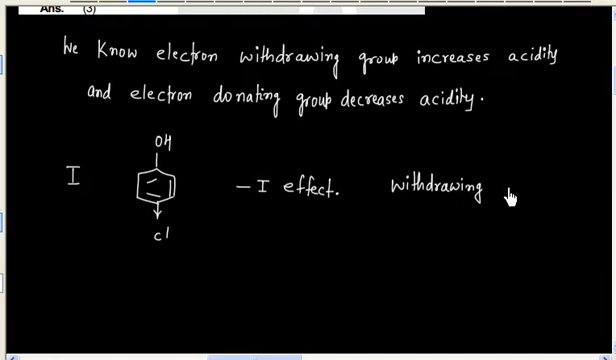 Ans. (3)
We Know electron withdrawing group increases acidity
and electron donating group decreases acidity.
OH
I
- I effect. withdrawing
cl